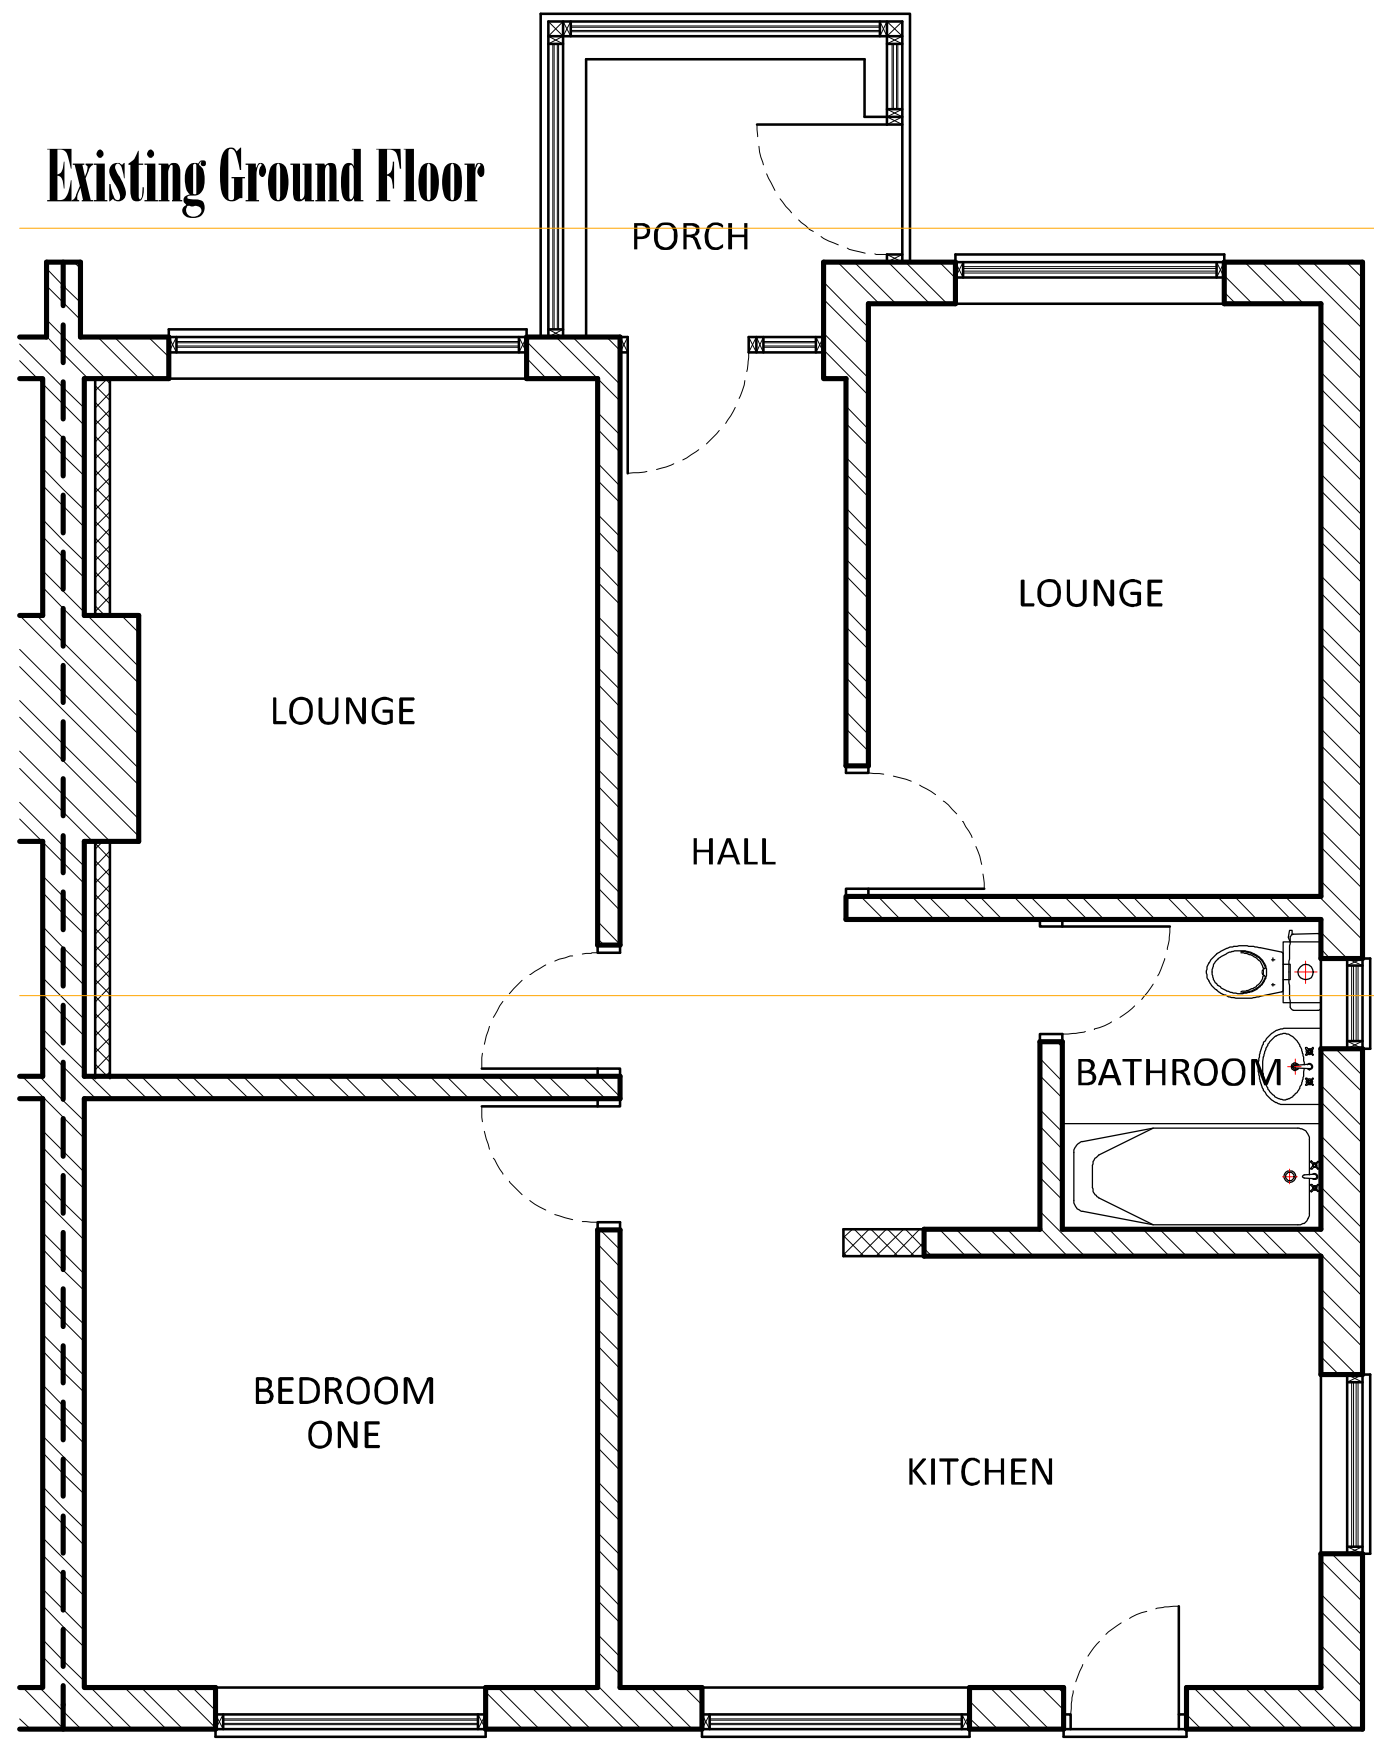 Existing Ground Floor
PORCH
LOUNGE
LOUNGE
HALL
BATHROOM
BEDROOM
ONE
KITCHEN